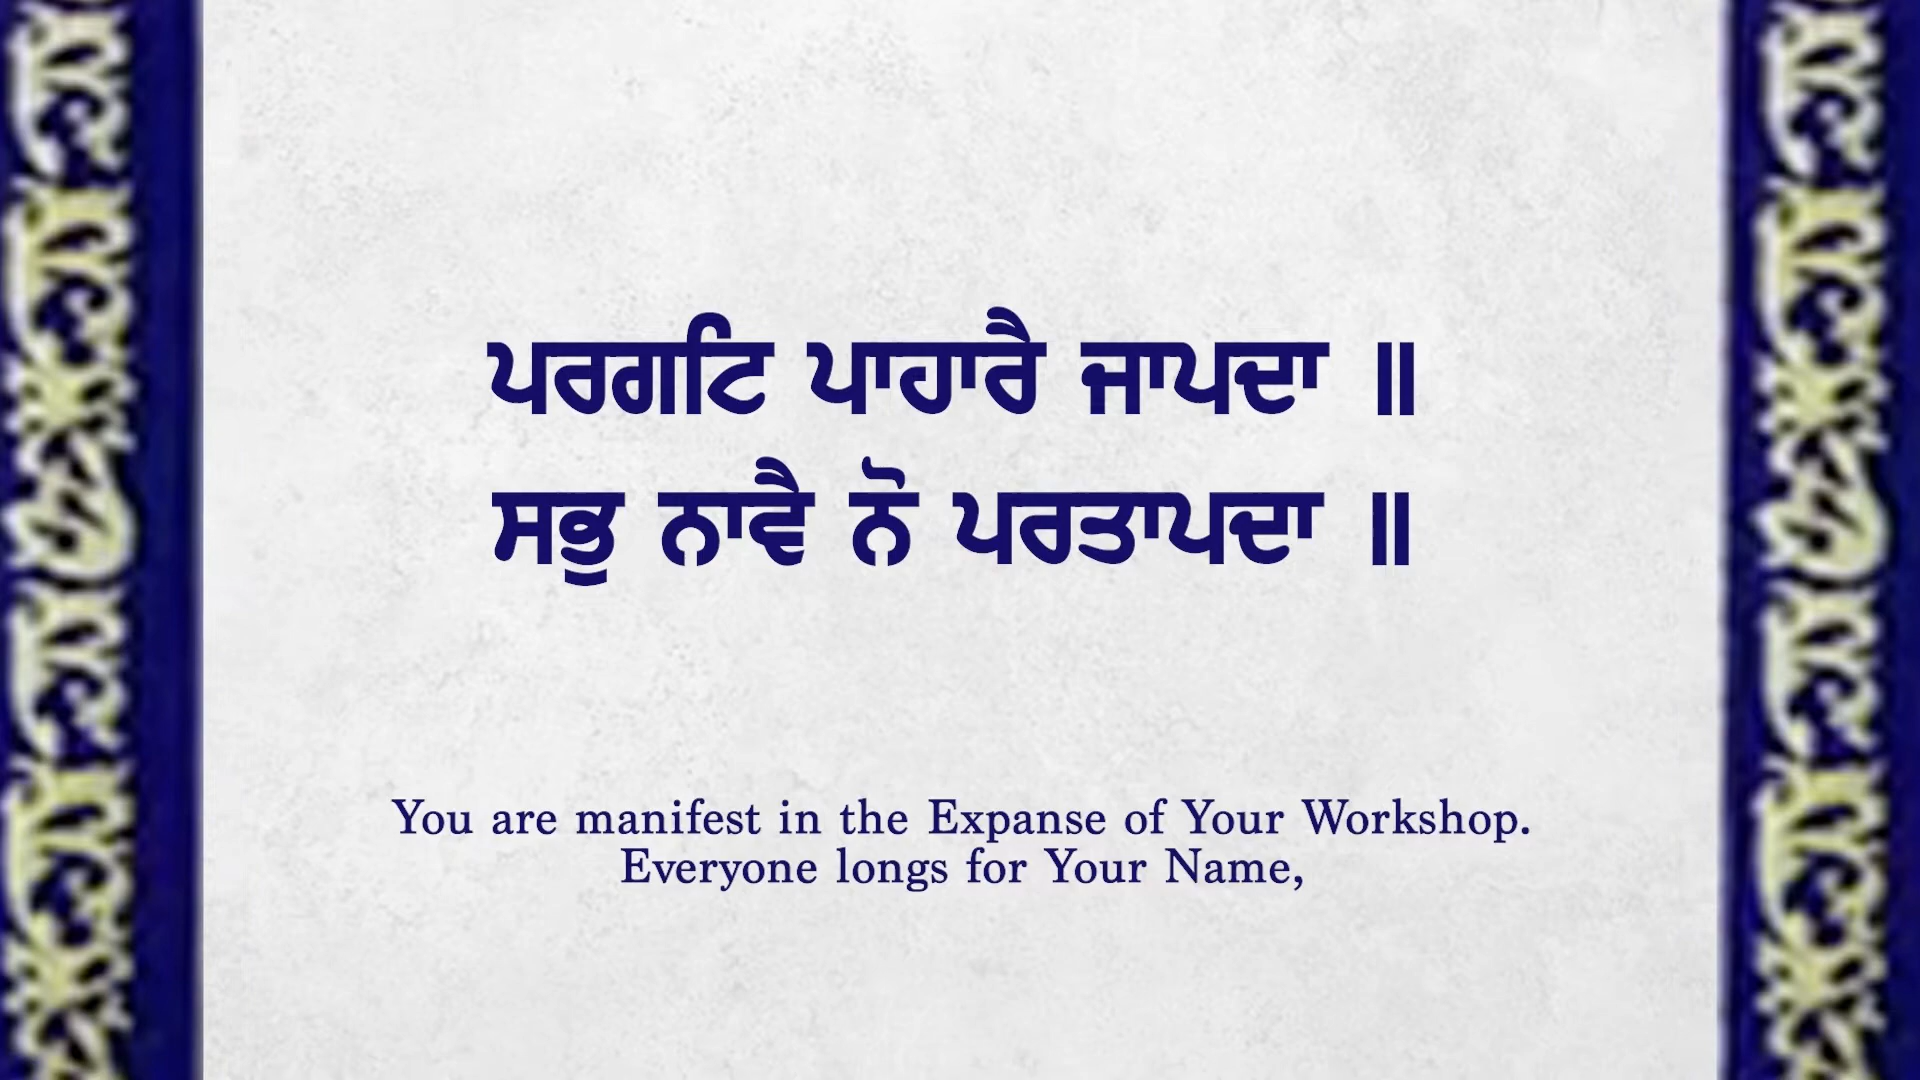 ਪਰਗਟਿ ਪਾਹਾਰੈ ਜਾਪਦਾ ॥
ਸਭੁ ਨਾਵੈ ਨੋ ਪਰਤਾਪਦਾ ॥
You are manifest in the Expanse of Your Workshop.
Everyone longs for Your Name,